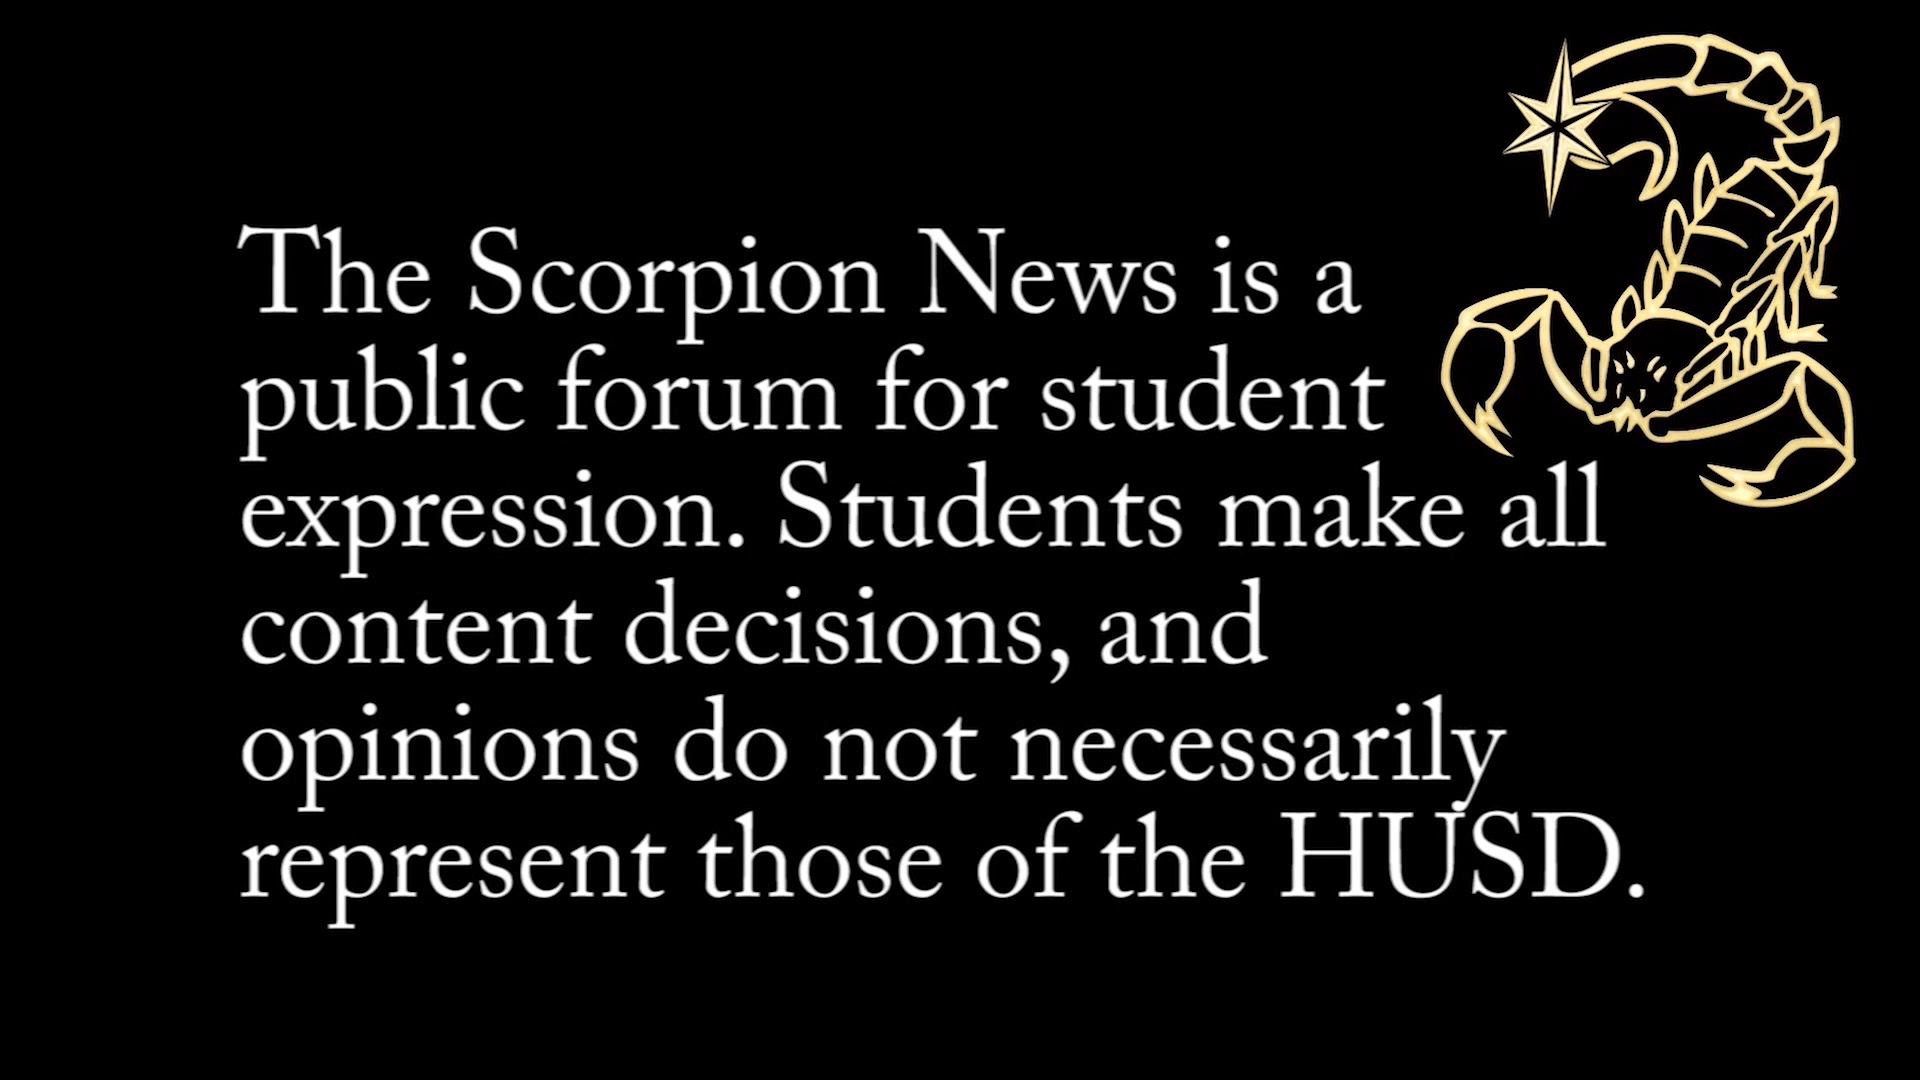 The Scorpion News is a
public forum for student
expression. Students make all
content decisions, and
opinions do not necessarily
represent those of the HUSD.